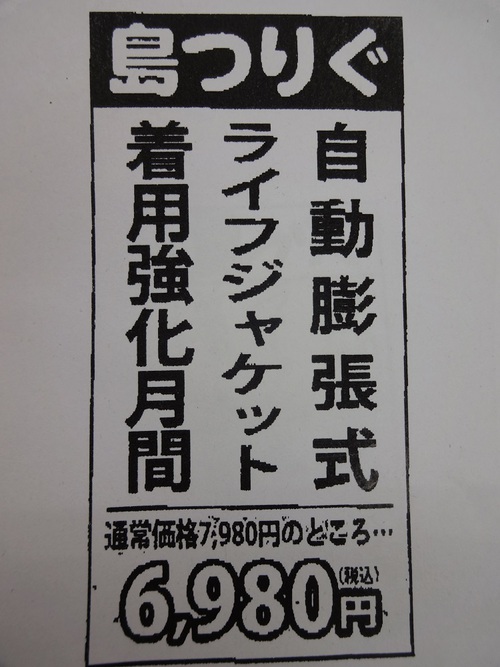 島つりぐ
自動膨張式
ライフジャケット
着用強化月間
通常価格7,980円のところ…
6,980円(税込)